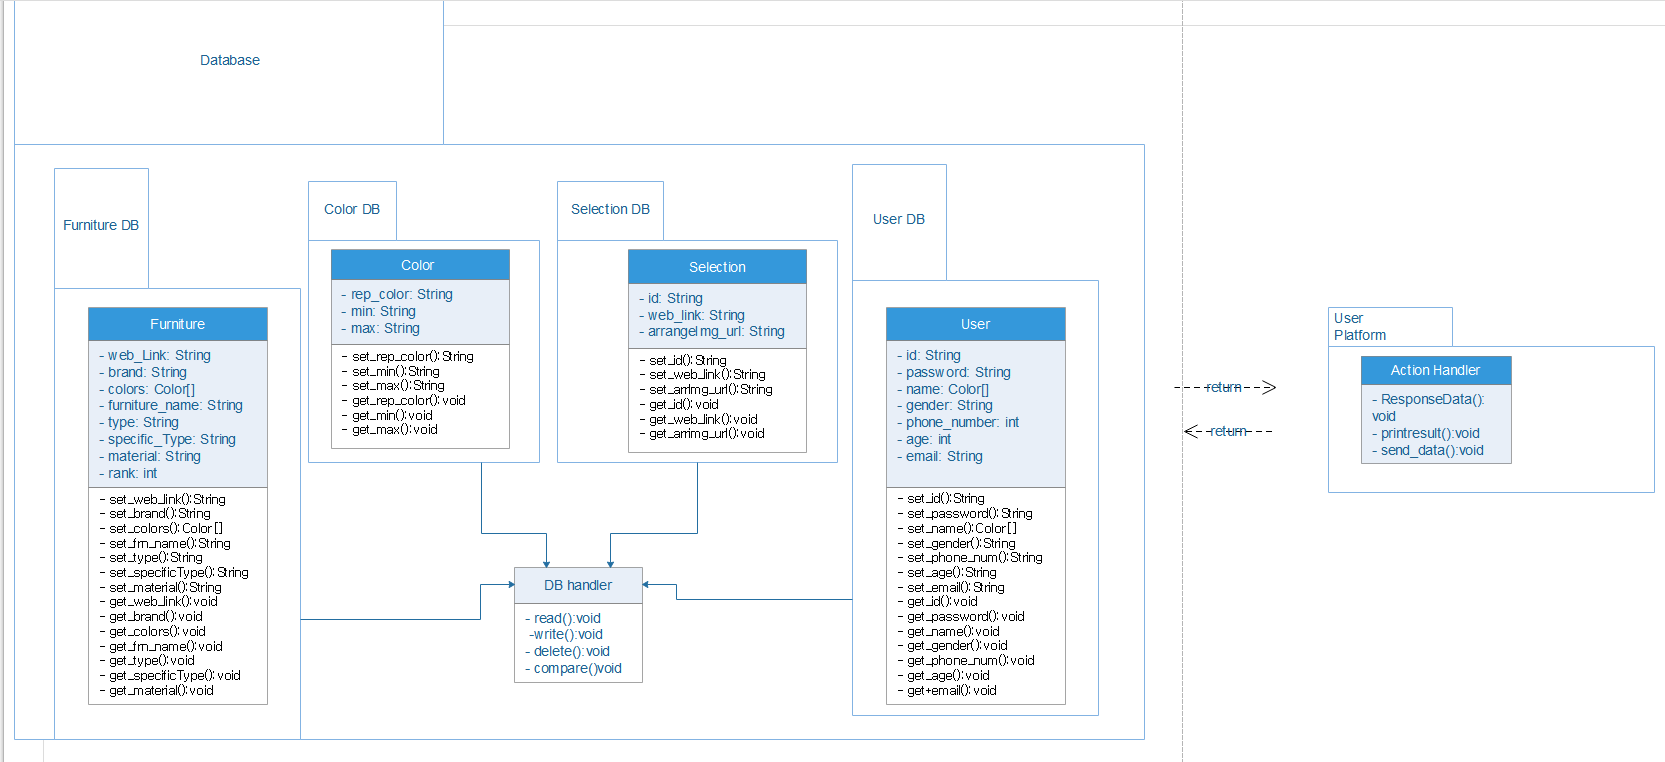 Database
Furniture DB
Furniture
- web_Link: String
- brand: String
- colors: Color[]
- furniture_name: String
- type: String
- specific_Type: String
- material: String
- rank: int
- set_web_link():String
- set_brand():String
- set_colors():Color[]
- set_frn_name():String
- set_type():String
- set_specificType():String
- set_material():String
- get_web_link():void
- get_brand():void
- get_colors():void
- get_frn_name():void
- get_type():void
- get_specificType():void
- get_material():void
Color DB
Color
- rep_color: String
- min: String
- max: String
- set_rep_color():String
- set_min():String
- set_max():String
- get_rep_color():void
- get_min():void
- get_max():void
Selection DB
Selection
- id: String
- web_link: String
- arrangeImg_url: String
- set_id():String
- set_web_link():String
- set_arrImg_url():String
- get_id():void
- get_web_link():void
- get_arrImg_url():void
DB handler
- read():void
-write():void
- delete():void
- compare()void
User DB
User
- id: String
- password: String
- name: Color[]
- gender: String
- phone_number: int
- age: int
- email: String
- set_id():String
- set_password():String
- set_name():Color[]
- set_gender():String
- set_phone_num():String
- set_age():String
- set_email():String
- get_id():void
- get_password():void
- get_name():void
- get_gender():void
- get_phone_num():void
- get_age():void
- get+email():void
return
return
User
Platform
Action Handler
- ResponseData():
void
- printresult():void
- send_data():void